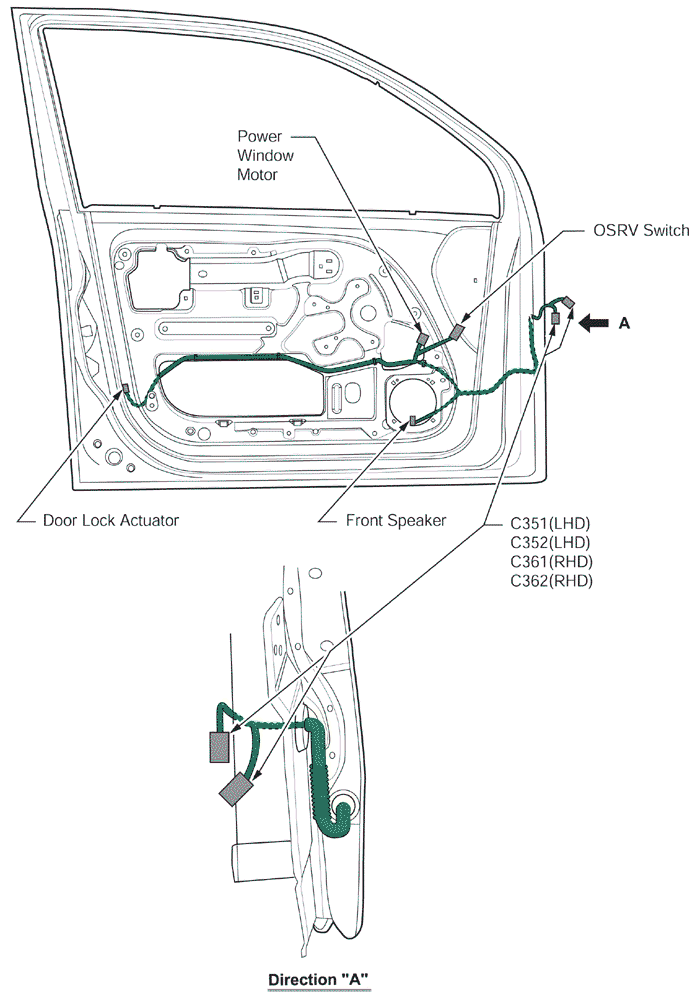 Power
Window
Motor
OSRV Switch
A
Door Lock Actuator
Front Speaker
C351(LHD)
C352(LHD)
C361(RHD)
C362(RHD)
Direction "A"